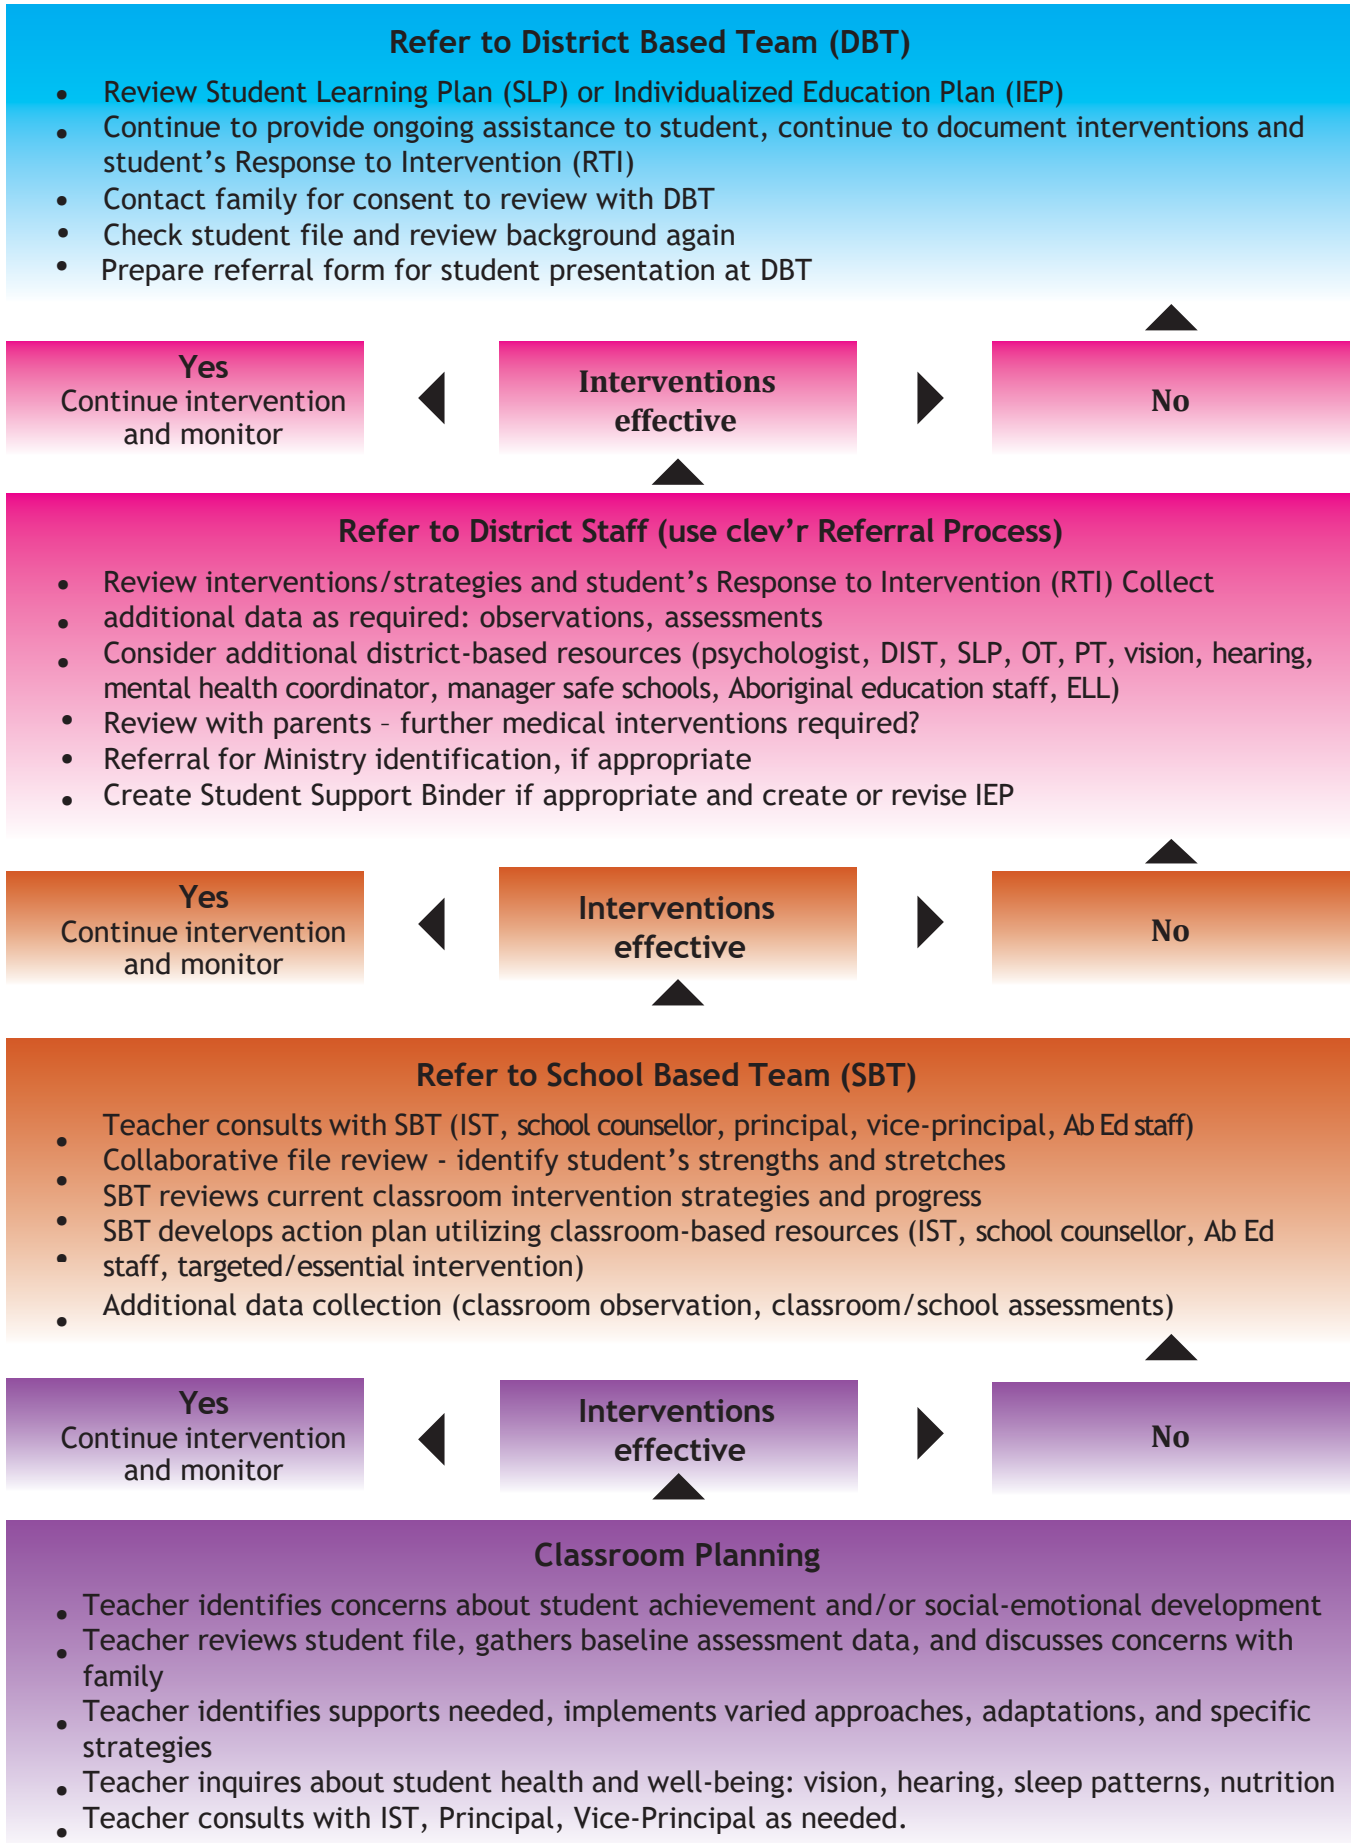 Refer to District Based Team (DBT)
• Review Student Learning Plan (SLP) or Individualized Education Plan (IEP)
• Continue to provide ongoing assistance to student, continue to document interventions and
student’s Response to Intervention (RTI)
• Contact family for consent to review with DBT
• Check student file and review background again
• Prepare referral form for student presentation at DBT
Yes
Continue intervention
and monitor
Interventions
effective
No
Refer to District Staff (use clev’r Referral Process)
• Review interventions/strategies and student’s Response to Intervention (RTI) Collect
• additional data as required: observations, assessments
• Consider additional district-based resources (psychologist, DIST, SLP, OT, PT, vision, hearing,
mental health coordinator, manager safe schools, Aboriginal education staff, ELL)
• Review with parents – further medical interventions required?
• Referral for Ministry identification, if appropriate
• Create Student Support Binder if appropriate and create or revise IEP
Yes
Continue intervention
and monitor
Interventions
effective
No
Refer to School Based Team (SBT)
• Teacher consults with SBT (IST, school counsellor, principal, vice-principal, Ab Ed staff)
• Collaborative file review - identify student’s strengths and stretches
• SBT reviews current classroom intervention strategies and progress
• SBT develops action plan utilizing classroom-based resources (IST, school counsellor, Ab Ed
staff, targeted/essential intervention)
• Additional data collection (classroom observation, classroom/school assessments)
Yes
Continue intervention
and monitor
Interventions
effective
No
Classroom Planning
• Teacher identifies concerns about student achievement and/or social-emotional development
• Teacher reviews student file, gathers baseline assessment data, and discusses concerns with
family
• Teacher identifies supports needed, implements varied approaches, adaptations, and specific
strategies
• Teacher inquires about student health and well-being: vision, hearing, sleep patterns, nutrition
• Teacher consults with IST, Principal, Vice-Principal as needed.